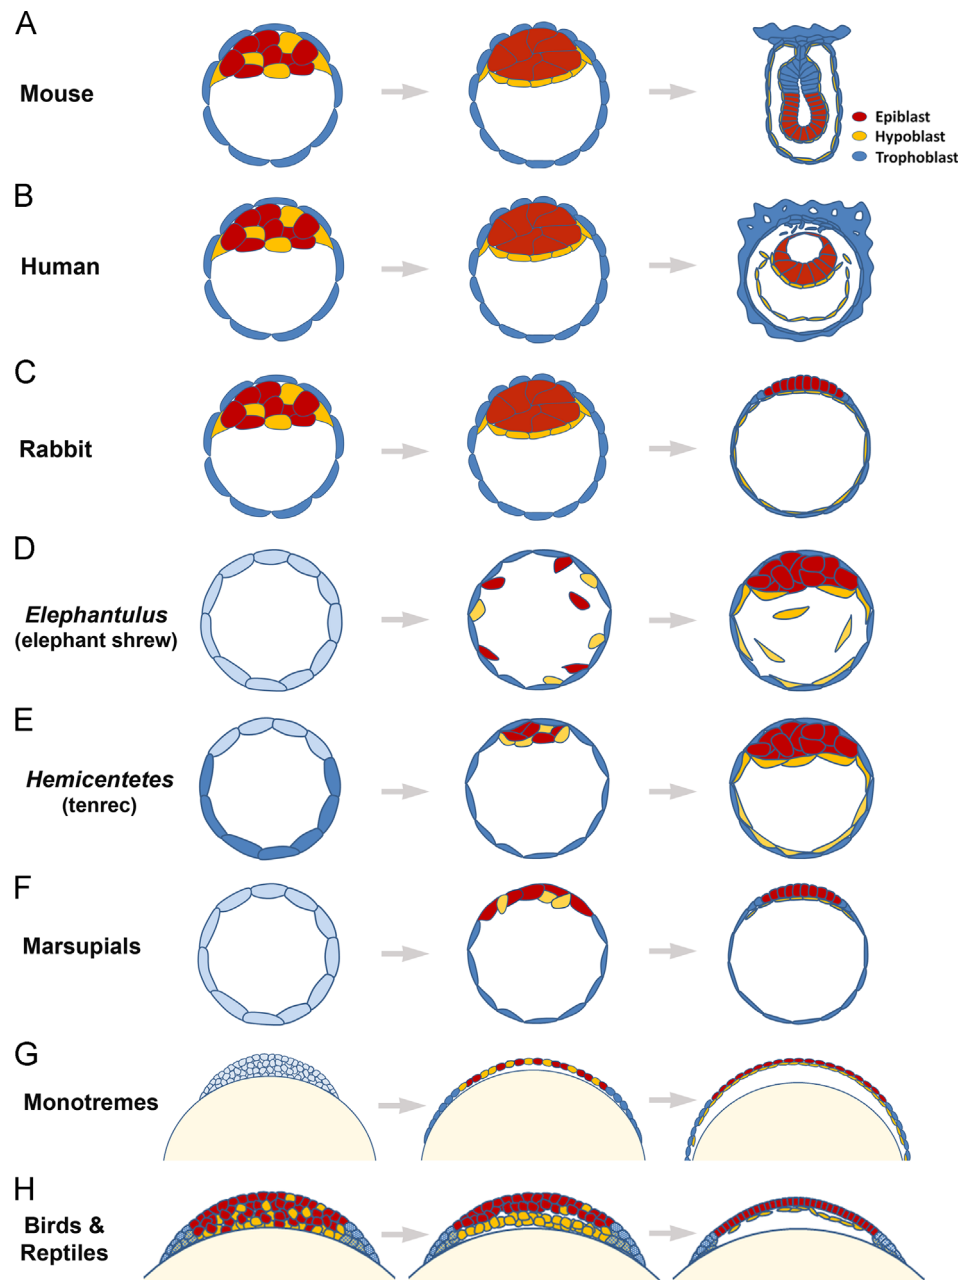 A
Mouse
Epiblast
Hypoblast
Trophoblast
B
Human
C
Rabbit
D
Elephantulus
(elephant shrew)
E
Hemicentetes
(tenrec)
F
Marsupials
G
Monotremes
H
Birds &
Reptiles